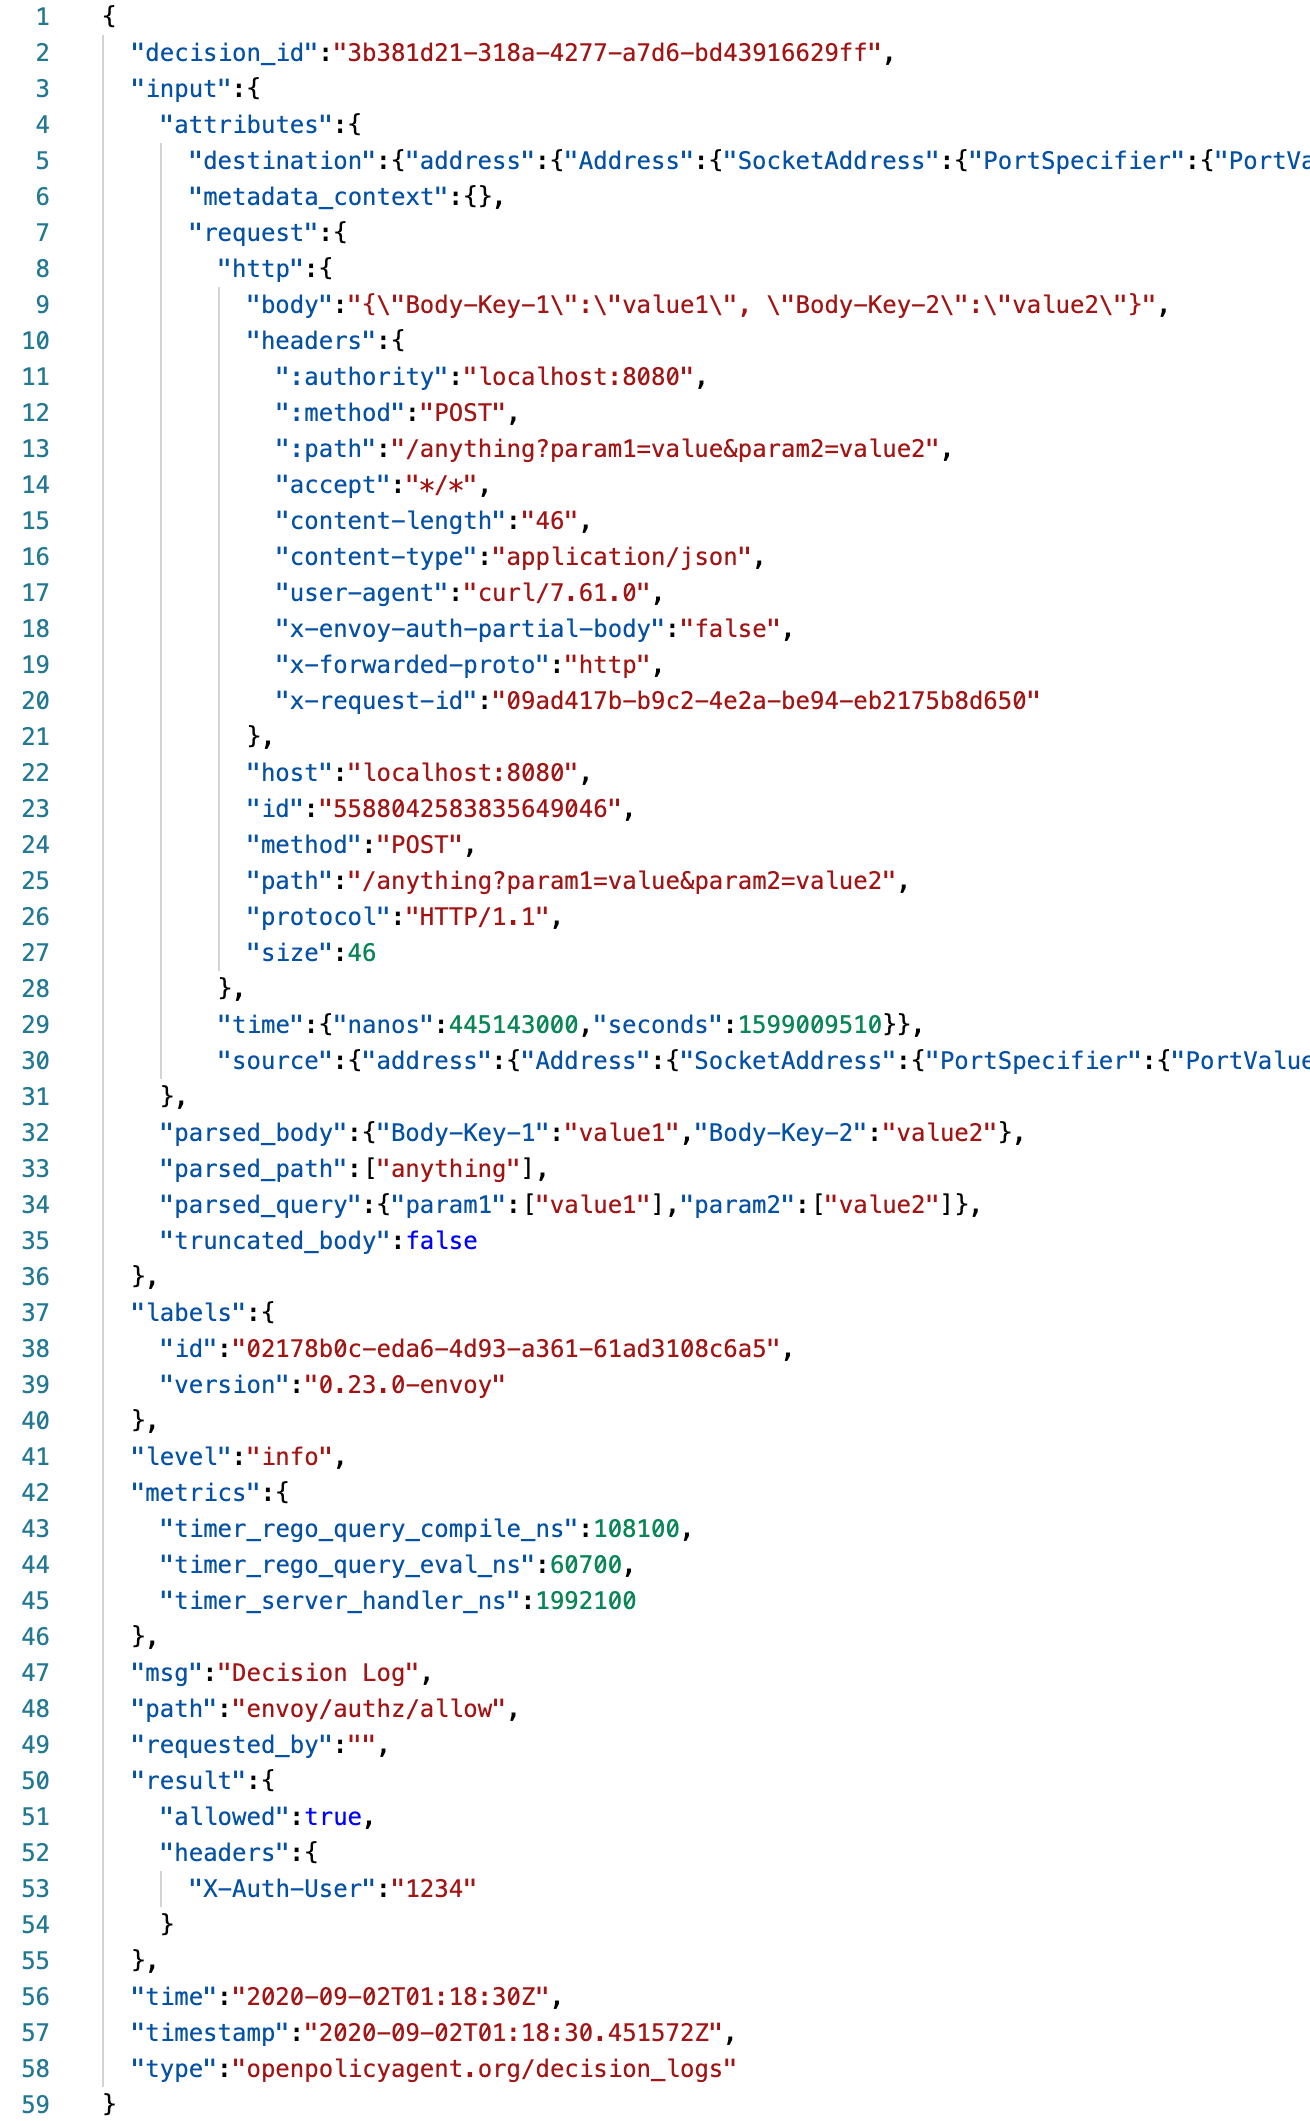 1 {
2 "decision_id":"3b381d21-318a-4277-a7d6-bd43916629ff",
3 "input":{
4 "attributes":{
5 "destination":{"address":{"Address":{"SocketAddress":{"PortSpecifier":{"PortVa
6 "metadata_context":{},
7 "request":{
8 "http":{
9 "body":"{\"Body-Key-1\":\"value1\", \"Body-Key-2\":\"value2\"}",
10 "headers":{
11 ":authority":"localhost:8080",
12 ":method":"POST",
13 ":path":"/anything?param1=value&param2=value2",
14 "accept":"*/*",
15 "content-length":"46",
16 "content-type":"application/json",
17 "user-agent":"curl/7.61.0",
18 "x-envoy-auth-partial-body":"false",
19 "x-forwarded-proto":"http",
20 "x-request-id":"09ad417b-b9c2-4e2a-be94-eb2175b8d650"
21 },
22 "host":"localhost:8080",
23 "id":"5588042583835649046",
24 "method":"POST",
25 "path":"/anything?param1=value&param2=value2",
26 "protocol":"HTTP/1.1",
27 "size":46
28 },
29 "time":{"nanos":445143000,"seconds":1599009510}},
30 "source":{"address":{"Address":{"SocketAddress":{"PortSpecifier":{"PortValue
31 },
32 "parsed_body":{"Body-Key-1":"value1","Body-Key-2":"value2"},
33 "parsed_path":["anything"],
34 "parsed_query":{"param1":["value1"],"param2":["value2"]},
35 "truncated_body":false
36 },
37 "labels":{
38 "id":"02178b0c-eda6-4d93-a361-61ad3108c6a5",
39 "version":"0.23.0-envoy"
40 },
41 "level":"info",
42 "metrics":{
43 "timer_rego_query_compile_ns":108100,
44 "timer_rego_query_eval_ns":60700,
45 "timer_server_handler_ns":1992100
46 },
47 "msg":"Decision Log",
48 "path":"envoy/authz/allow",
49 "requested_by":"",
50 "result":{
51 "allowed":true,
52 "headers":{
53 "X-Auth-User":"1234"
54 }
55 },
56 "time":"2020-09-02T01:18:30Z",
57 "timestamp":"2020-09-02T01:18:30.451572Z",
58 "type":"openpolicyagent.org/decision_logs"
59 }